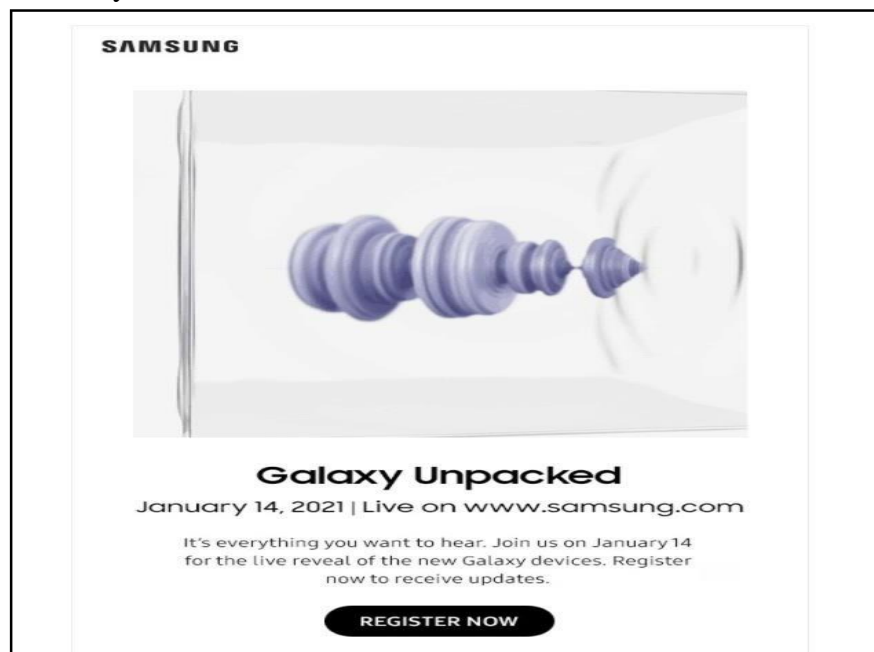 SAMSUNG
Galaxy Unpacked
January 14, 2021 | Live on www.samsung.com
It's everything you want to hear. Join us on January 14
for the live reveal of the new Galaxy devices. Register
now to receive updates.
REGISTER NOW